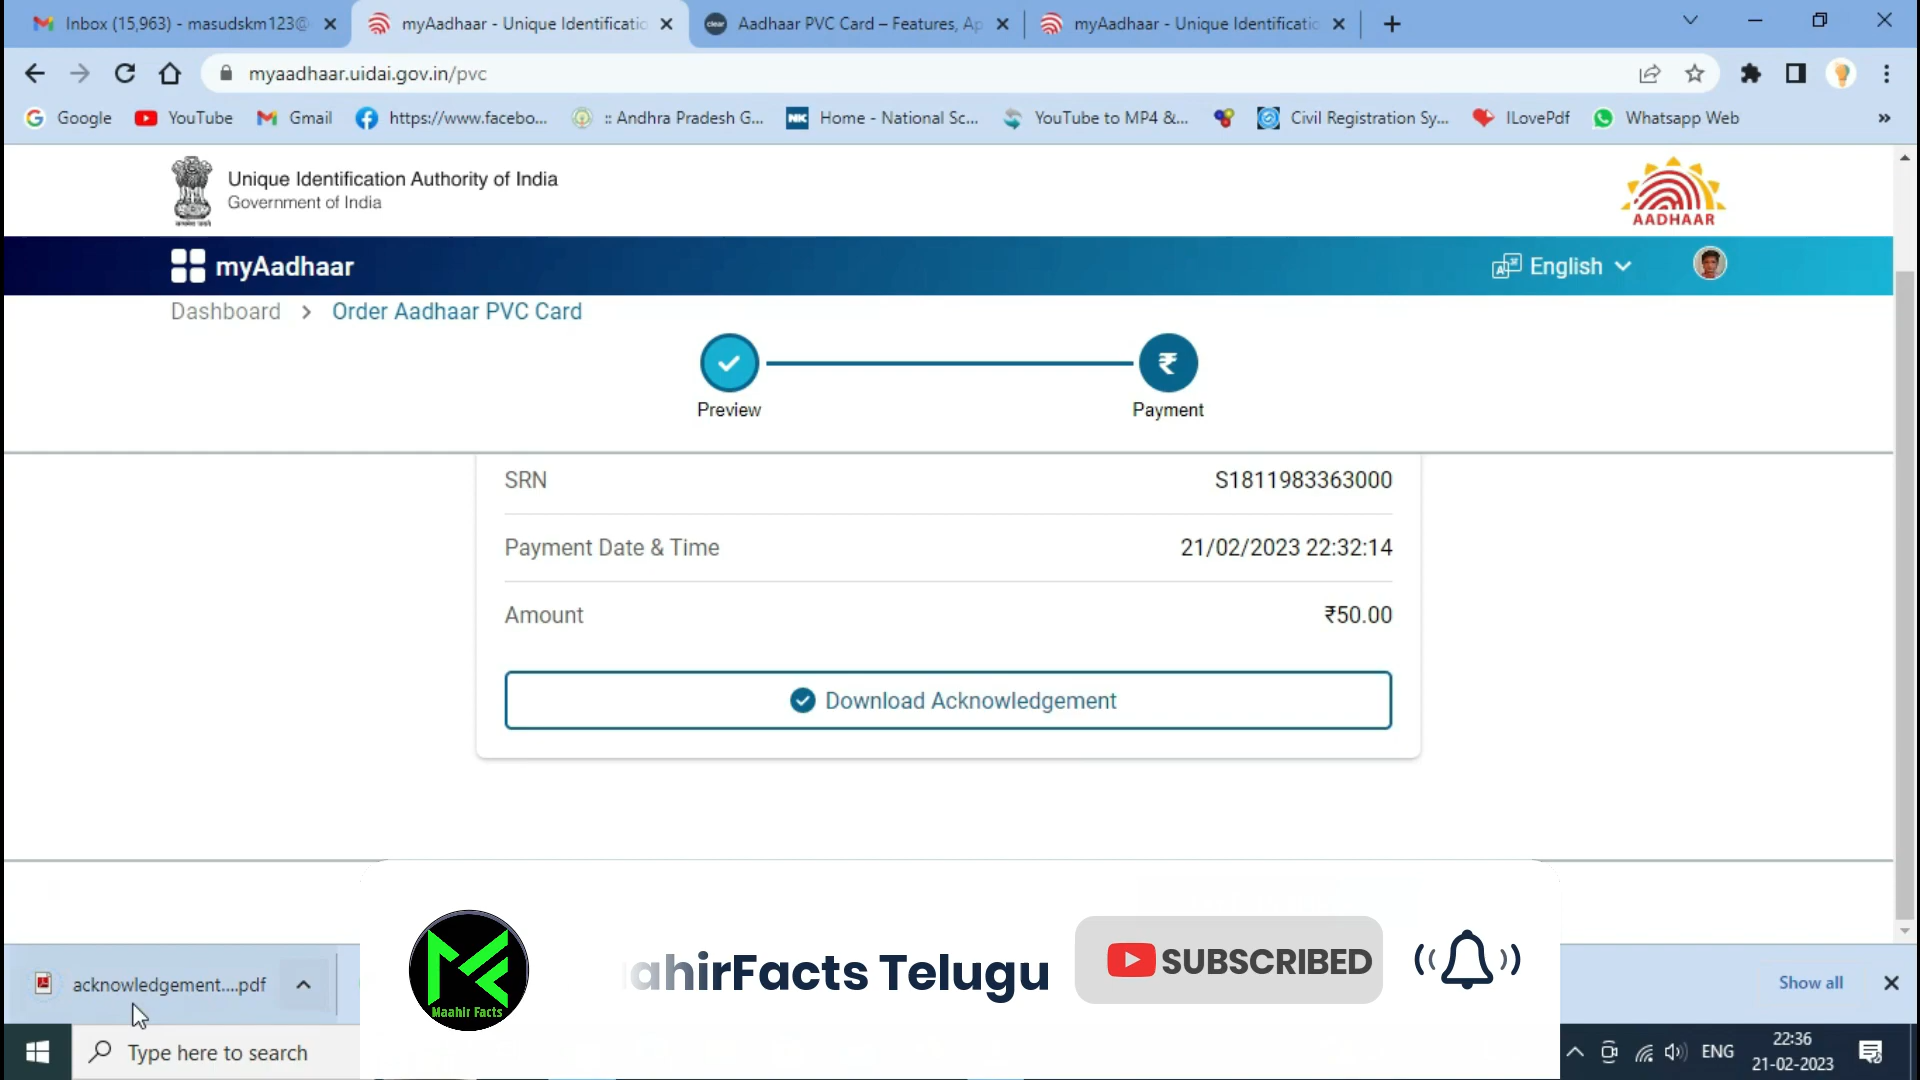 Inbox (15,963) - masudskm123@
myAadhaar - Unique Identificatio
Aadhaar PVC Card – Features, Ap
myAadhaar - Unique Identificatio
myaadhaar.uidai.gov.in/pvc
Google
YouTube
Gmail
https://www.facebo...
:: Andhra Pradesh G...
NK
Home - National Sc...
YouTube to MP4 &...
Civil Registration Sy...
ILovePdf
Whatsapp Web
»
Unique Identification Authority of India
Government of India
AADHAAR
myAadhaar
English
Dashboard > Order Aadhaar PVC Card
₹
Preview
Payment
SRN
S1811983363000
Payment Date & Time
21/02/2023 22:32:14
Amount
₹50.00
Download Acknowledgement
ahirFacts Telugu
SUBSCRIBED
Maahir Facts
acknowledgement....pdf
Show all
Type here to search
ENG
22:36
21-02-2023